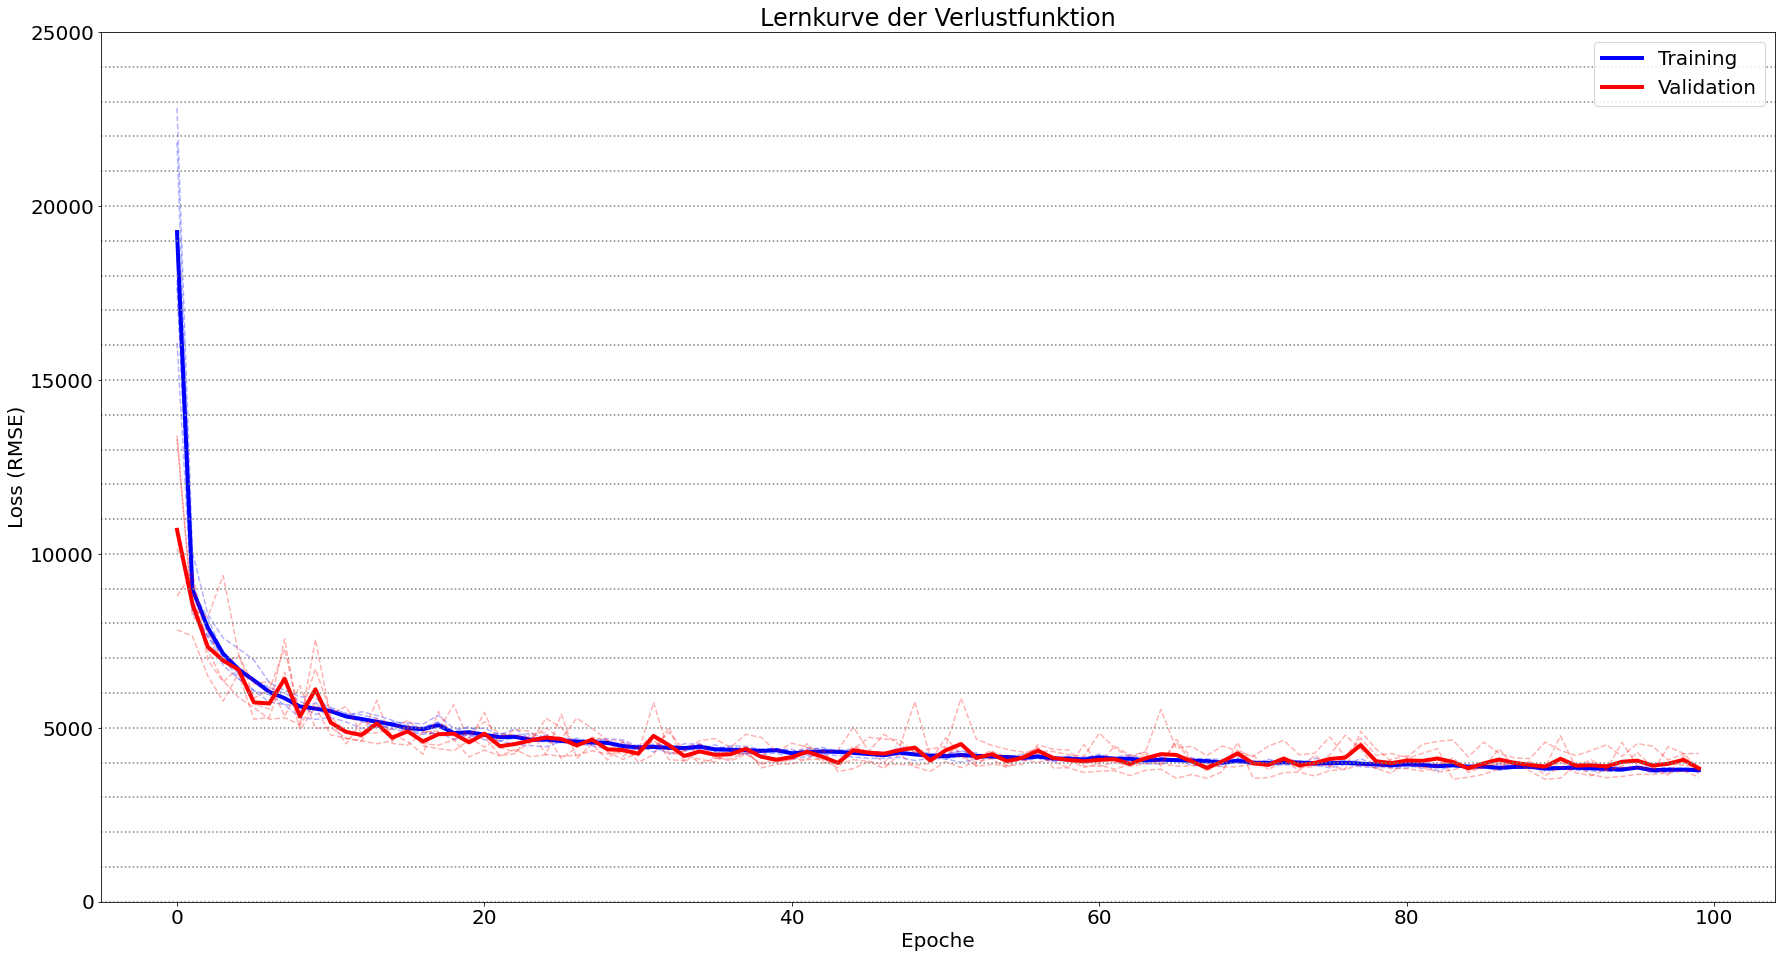 Lernkurve der Verlustfunktion
Training
Validation
Loss (RMSE)
25000
20000
15000
10000
5000
0
0 20 40 60 80 100
Epoche